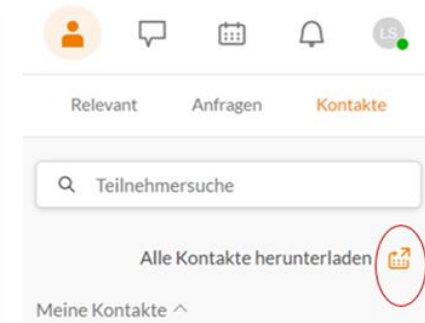 LS
Relevant Anfragen Kontakte
Teilnehmersuche
Alle Kontakte herunterladen
Meine Kontakte